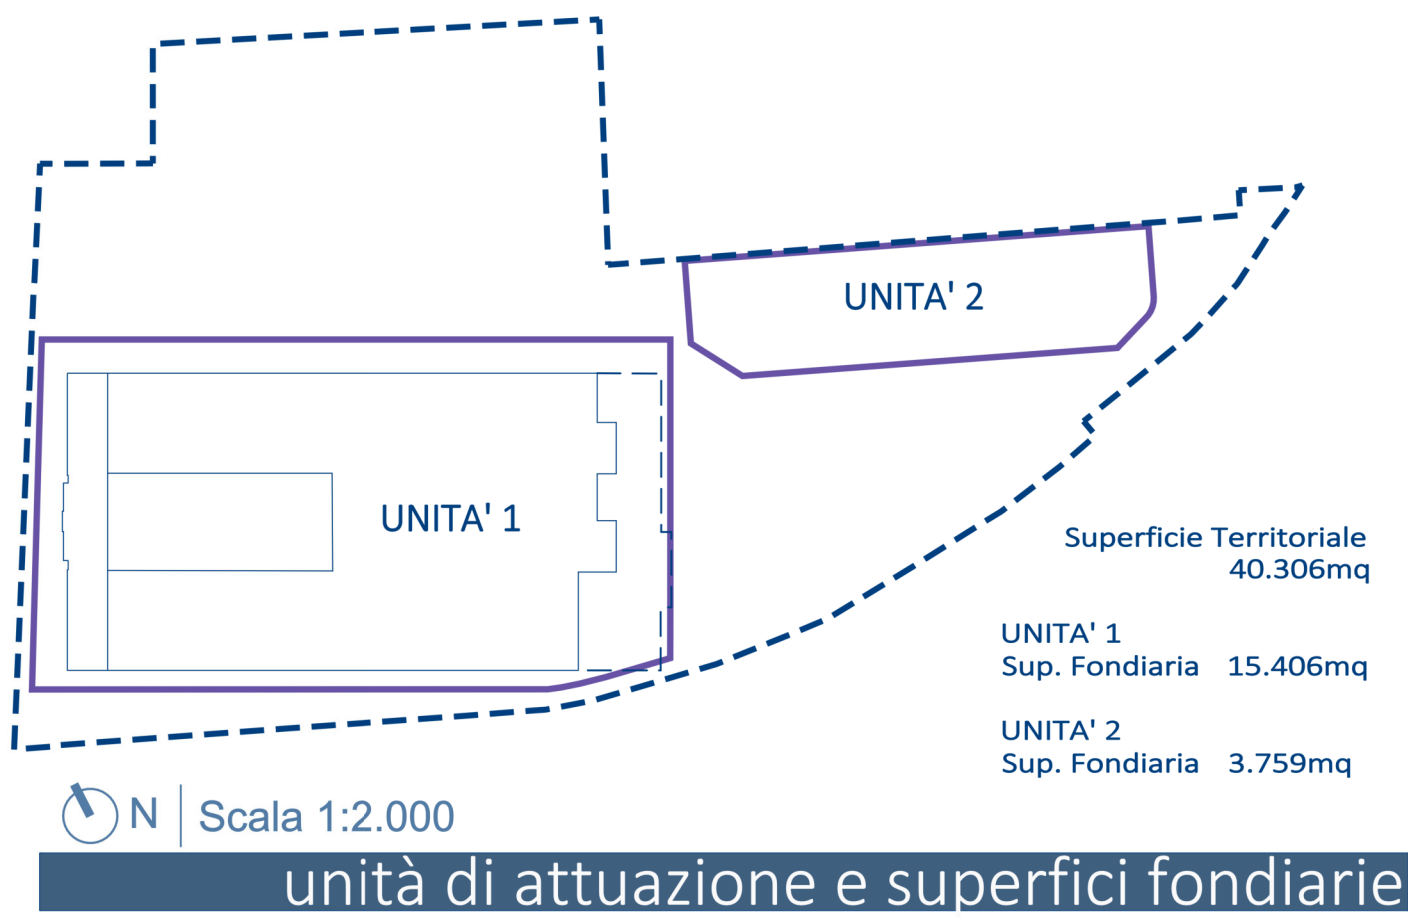 UNITA' 2
UNITA' 1
Superficie Territoriale
40.306mq
UNITA' 1
Sup. Fondiaria 15.406mq
UNITA' 2
Sup. Fondiaria 3.759mq
N Scala 1:2.000
unità di attuazione e superfici fondiarie